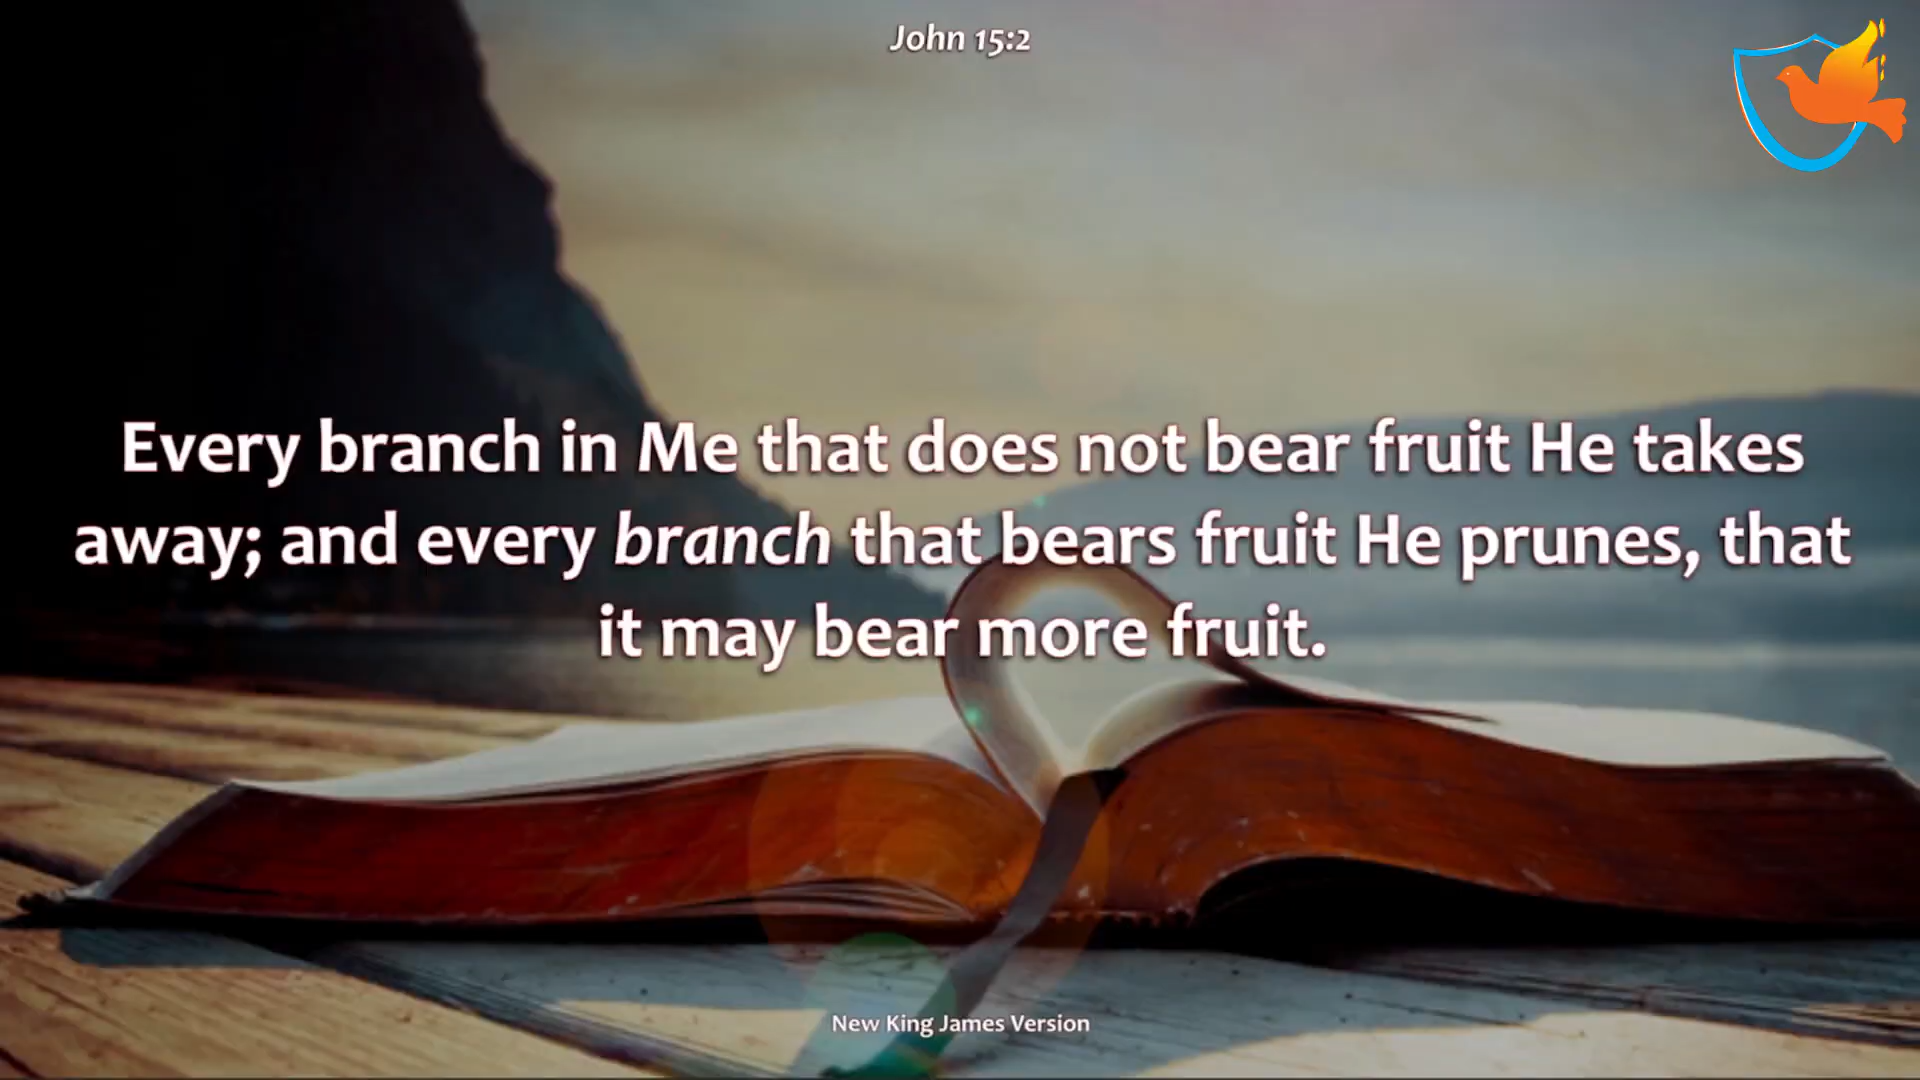 John 15:2
Every branch in Me that does not bear fruit He takes
away; and every branch that bears fruit He prunes, that
it may bear more fruit.
New King James Version